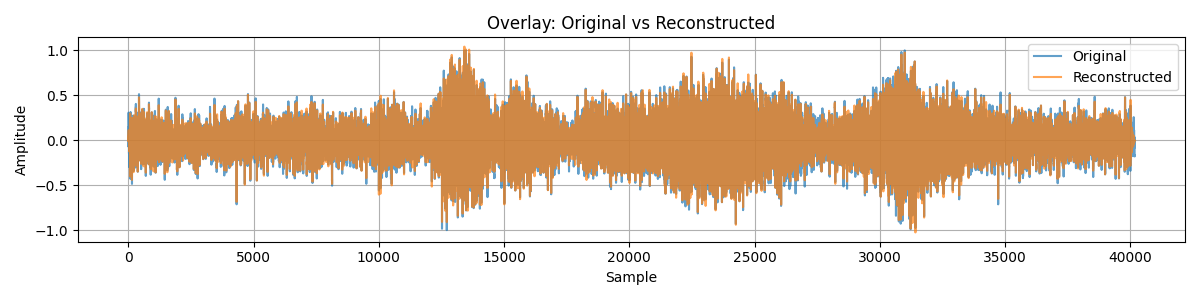 Overlay: Original vs Reconstructed
Original
Reconstructed
Amplitude
1.0
0.5
0.0
−0.5
−1.0
0 5000 10000 15000 20000 25000 30000 35000 40000
Sample